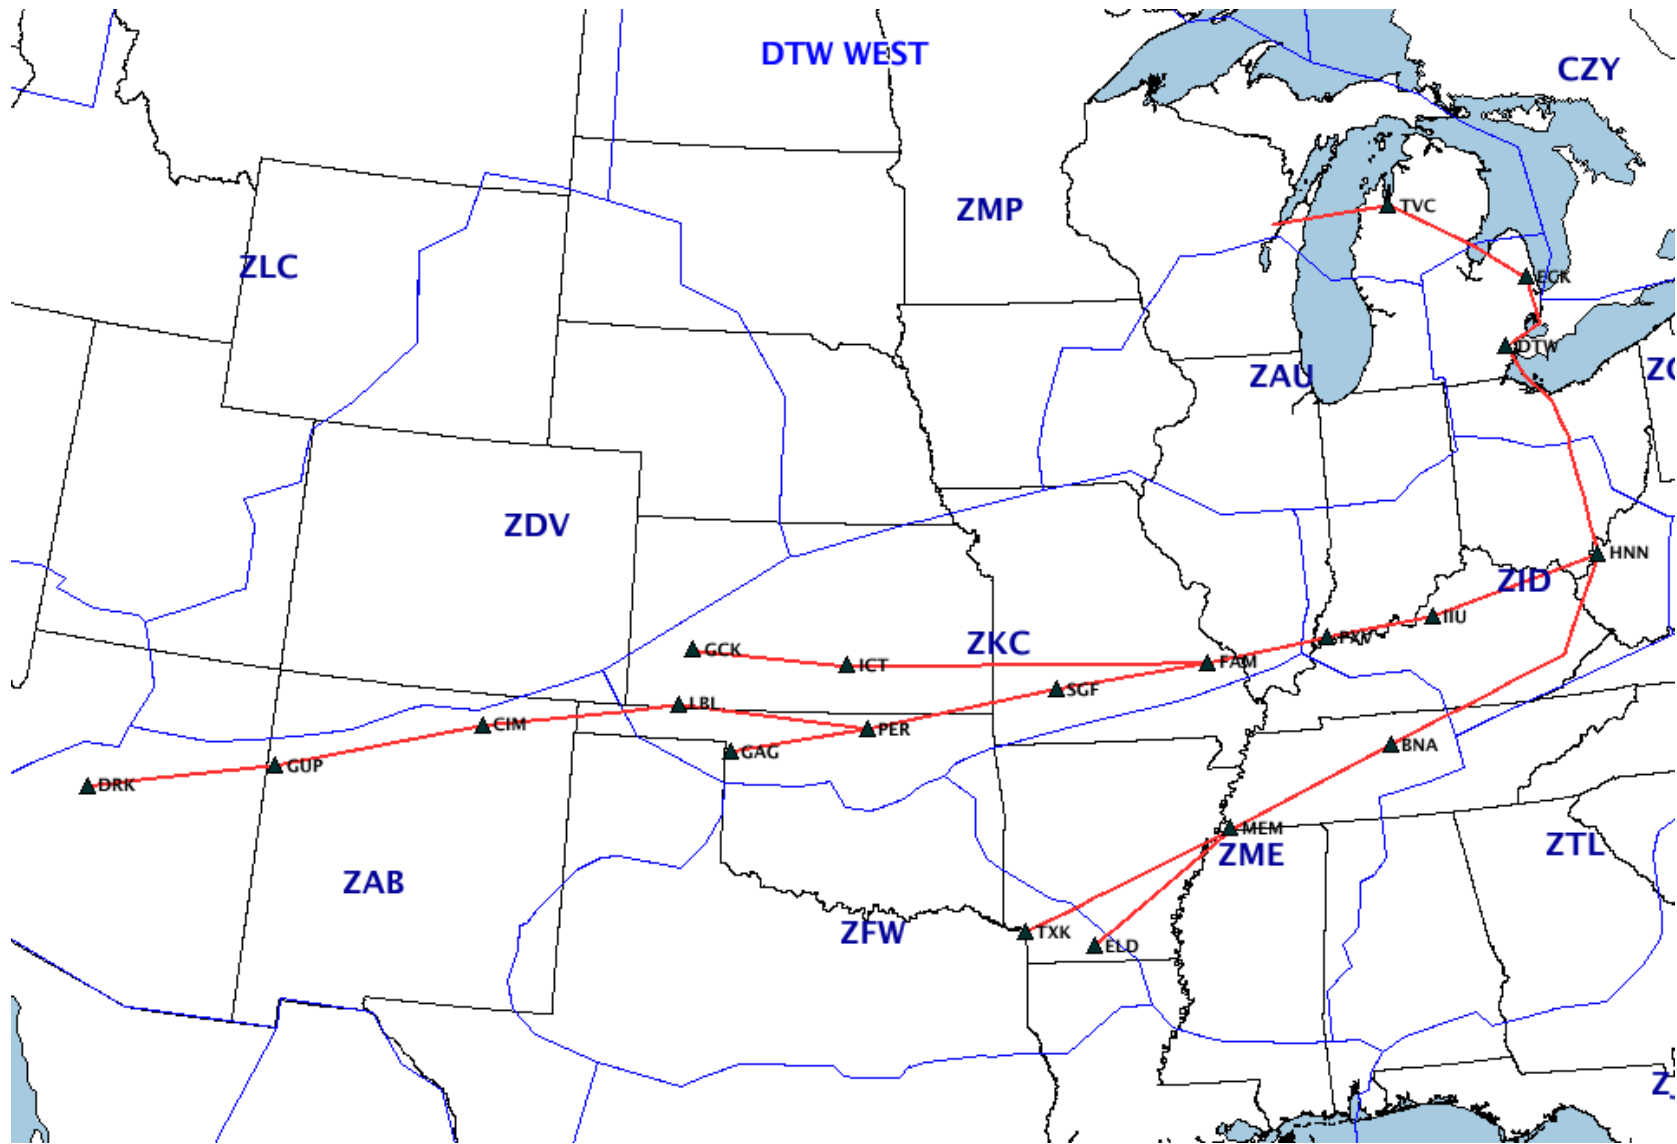 DTW WEST
CZY
ZMP
TVC
ZLC
ECK
DTW
ZAU
ZDV
HNN
ZID
IIU
PXV
ZKC
GCK
ICT
FAM
SGF
LBL
CIM
PER
BNA
GAG
GUP
DRK
MEM
ZME
ZTL
ZAB
ZFW
TXK
ELD